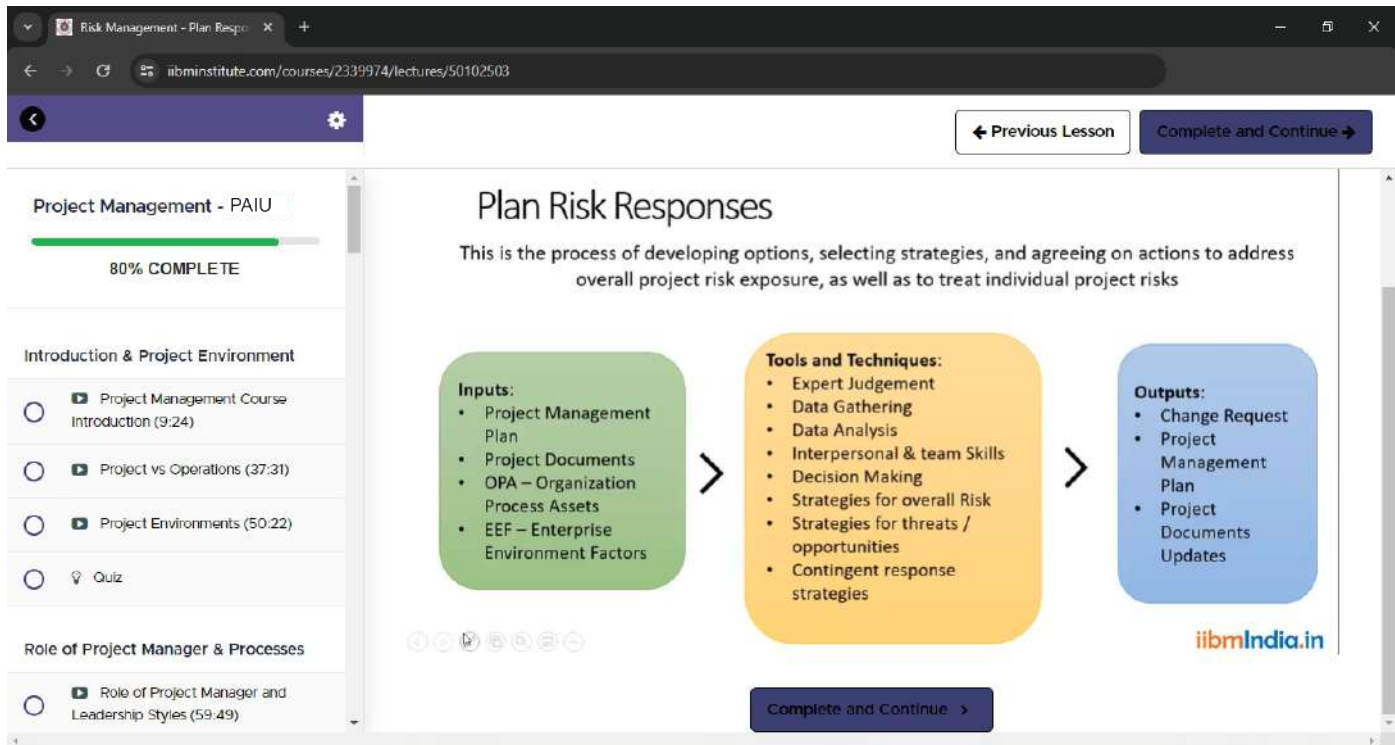 Risk Management - Plan Respo
iibminstitute.com/courses/2339974/lectures/50102503
Previous Lesson
Complete and Continue
Project Management - PAIU
80% COMPLETE
Introduction & Project Environment
Project Management Course
Introduction (9:24)
Project vs Operations (37:31)
Project Environments (50:22)
Quiz
Role of Project Manager & Processes
Role of Project Manager and
Leadership Styles (59:49)
Plan Risk Responses
This is the process of developing options, selecting strategies, and agreeing on actions to address
overall project risk exposure, as well as to treat individual project risks
Inputs:
• Project Management
Plan
• Project Documents
• OPA – Organization
Process Assets
• EEF – Enterprise
Environment Factors
Tools and Techniques:
• Expert Judgement
• Data Gathering
• Data Analysis
• Interpersonal & team Skills
• Decision Making
• Strategies for overall Risk
• Strategies for threats /
opportunities
• Contingent response
strategies
Outputs:
• Change Request
• Project
Management
Plan
• Project
Documents
Updates
iibmIndia.in
Complete and Continue